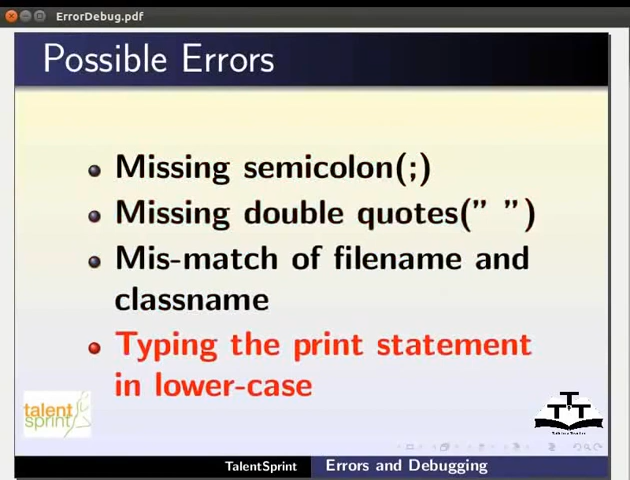 ErrorDebug.pdf
Possible Errors
Missing semicolon(;)
Missing double quotes(" ")
Mis-match of filename and
classname
Typing the print statement
in lower-case
talent
sprint
TTT
TalentSprint
Errors and Debugging